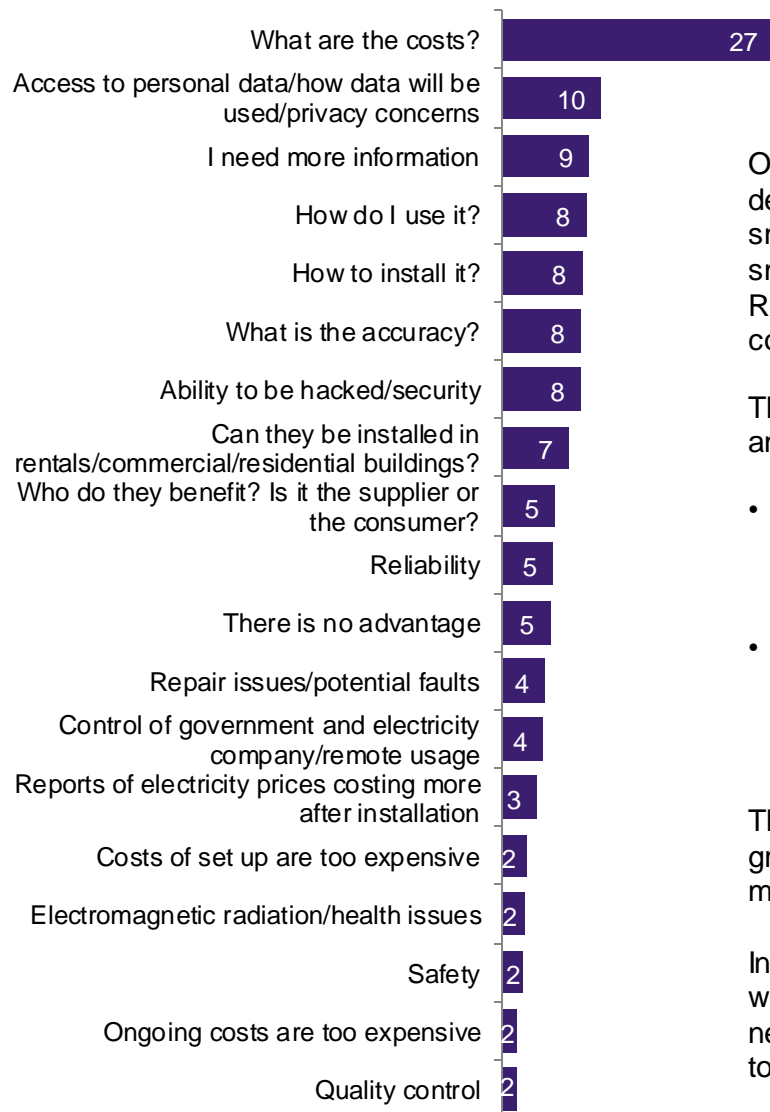 What are the costs?
27
Access to personal data/how data will be
used/privacy concerns
10
I need more information
9
How do I use it?
8
How to install it?
8
What is the accuracy?
8
Ability to be hacked/security
8
Can they be installed in
rentals/commercial/residential buildings?
7
Who do they benefit? Is it the supplier or
the consumer?
5
Reliability
5
There is no advantage
5
Repair issues/potential faults
4
Control of government and electricity
company/remote usage
4
Reports of electricity prices costing more
after installation
3
Costs of set up are too expensive
2
Electromagnetic radiation/health issues
2
Safety
2
Ongoing costs are too expensive
2
Quality control
2
•
•
In